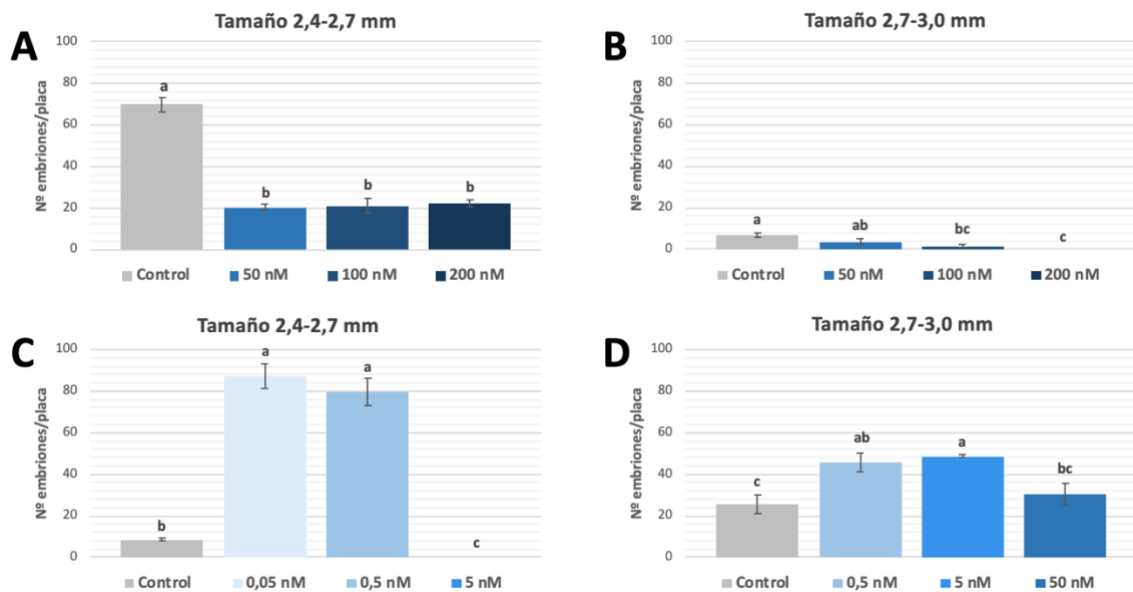 A
Tamaño 2,4-2,7 mm
Nº embriones/placa
100
80
60
40
20
0
a
b
b
b
Control 50 nM 100 nM 200 nM
B
Tamaño 2,7-3,0 mm
Nº embriones/placa
100
80
60
40
20
0
a
ab
bc
c
Control 50 nM 100 nM 200 nM
C
Tamaño 2,4-2,7 mm
Nº embriones/placa
100
80
60
40
20
0
b
a
a
c
Control 0,05 nM 0,5 nM 5 nM
D
Tamaño 2,7-3,0 mm
Nº embriones/placa
100
80
60
40
20
0
c
ab
a
bc
Control 0,5 nM 5 nM 50 nM